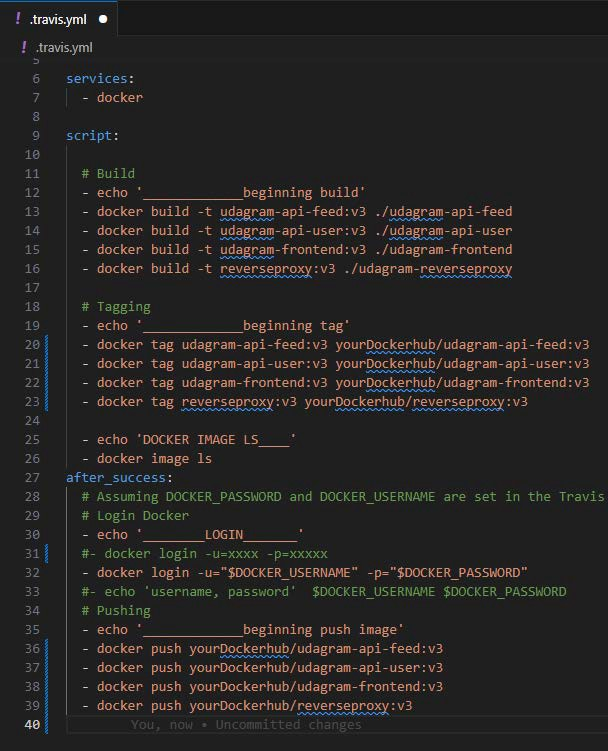 ! .travis.yml ●
! .travis.yml
5
6 services:
7   - docker
8
9 script:
10
11   # Build
12   - echo '_____________beginning build'
13   - docker build -t udagram-api-feed:v3 ./udagram-api-feed
14   - docker build -t udagram-api-user:v3 ./udagram-api-user
15   - docker build -t udagram-frontend:v3 ./udagram-frontend
16   - docker build -t reverseproxy:v3 ./udagram-reverseproxy
17
18   # Tagging
19   - echo '_____________beginning tag'
20   - docker tag udagram-api-feed:v3 yourDockerhub/udagram-api-feed:v3
21   - docker tag udagram-api-user:v3 yourDockerhub/udagram-api-user:v3
22   - docker tag udagram-frontend:v3 yourDockerhub/udagram-frontend:v3
23   - docker tag reverseproxy:v3 yourDockerhub/reverseproxy:v3
24
25   - echo 'DOCKER IMAGE LS____'
26   - docker image ls
27 after_success:
28   # Assuming DOCKER_PASSWORD and DOCKER_USERNAME are set in the Travis
29   # Login Docker
30   - echo '________LOGIN_______'
31   #- docker login -u=xxxx -p=xxxxx
32   - docker login -u="$DOCKER_USERNAME" -p="$DOCKER_PASSWORD"
33   #- echo 'username, password'  $DOCKER_USERNAME $DOCKER_PASSWORD
34   # Pushing
35   - echo '_____________beginning push image'
36   - docker push yourDockerhub/udagram-api-feed:v3
37   - docker push yourDockerhub/udagram-api-user:v3
38   - docker push yourDockerhub/udagram-frontend:v3
39   - docker push yourDockerhub/reverseproxy:v3
40 You, now • Uncommitted changes